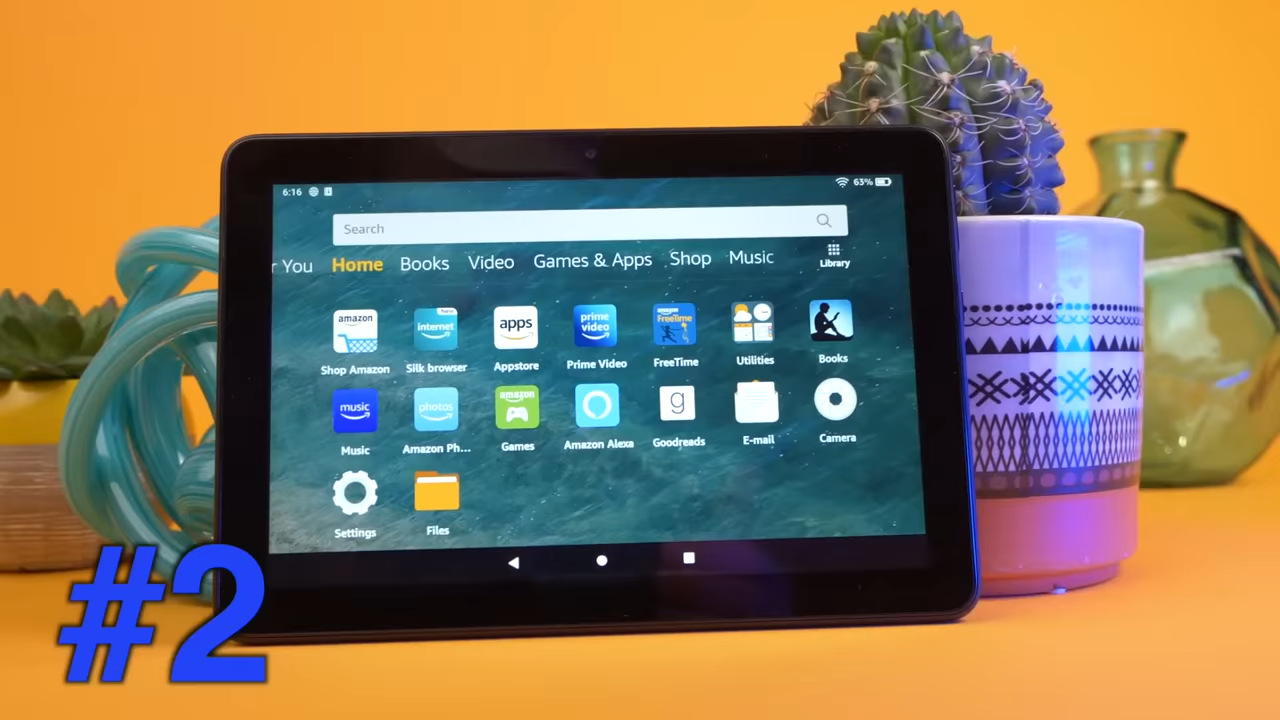 6:16
63%
Search
r You Home Books Video Games & Apps Shop Music Library
amazon
internet
apps
prime video
amazon FreeTime
Shop Amazon Silk browser Appstore Prime Video FreeTime Utilities Books
music
photos
amazon
g
Music Amazon Ph... Games Amazon Alexa Goodreads E-mail Camera
Settings Files
#2